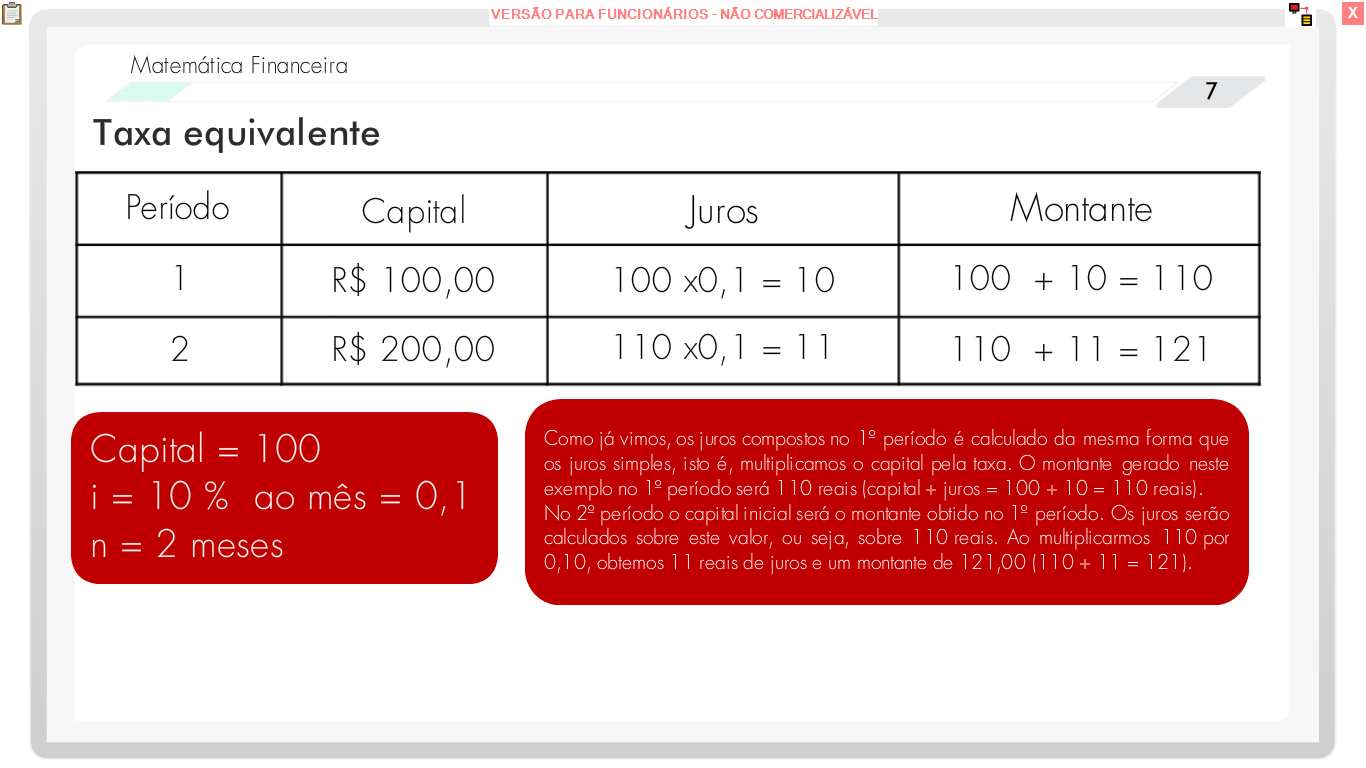 VERSÃO PARA FUNCIONÁRIOS - NÃO COMERCIALIZÁVEL
X
Matemática Financeira
7
Taxa equivalente
Período Capital Juros Montante
1 R$ 100,00 100 x0,1 = 10 100 + 10 = 110
2 R$ 200,00 110 x0,1 = 11 110 + 11 = 121
Capital = 100
i = 10 % ao mês = 0,1
n = 2 meses
Como já vimos, os juros compostos no 1º período é calculado da mesma forma que
os juros simples, isto é, multiplicamos o capital pela taxa. O montante gerado neste
exemplo no 1º período será 110 reais (capital + juros = 100 + 10 = 110 reais).
No 2º período o capital inicial será o montante obtido no 1º período. Os juros serão
calculados sobre este valor, ou seja, sobre 110 reais. Ao multiplicarmos 110 por
0,10, obtemos 11 reais de juros e um montante de 121,00 (110 + 11 = 121).